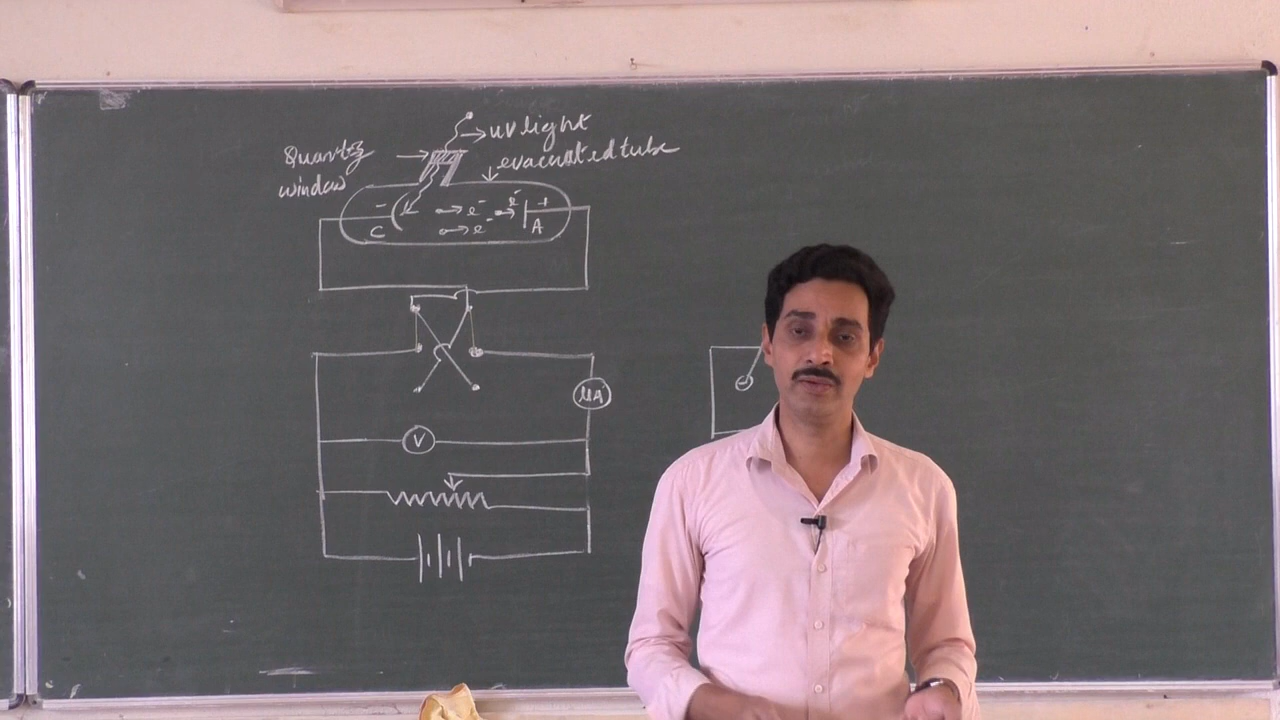 uv light
Quartz
window
evacuated tube
- e⁻ e⁻ +
C e⁻ A
μA
V